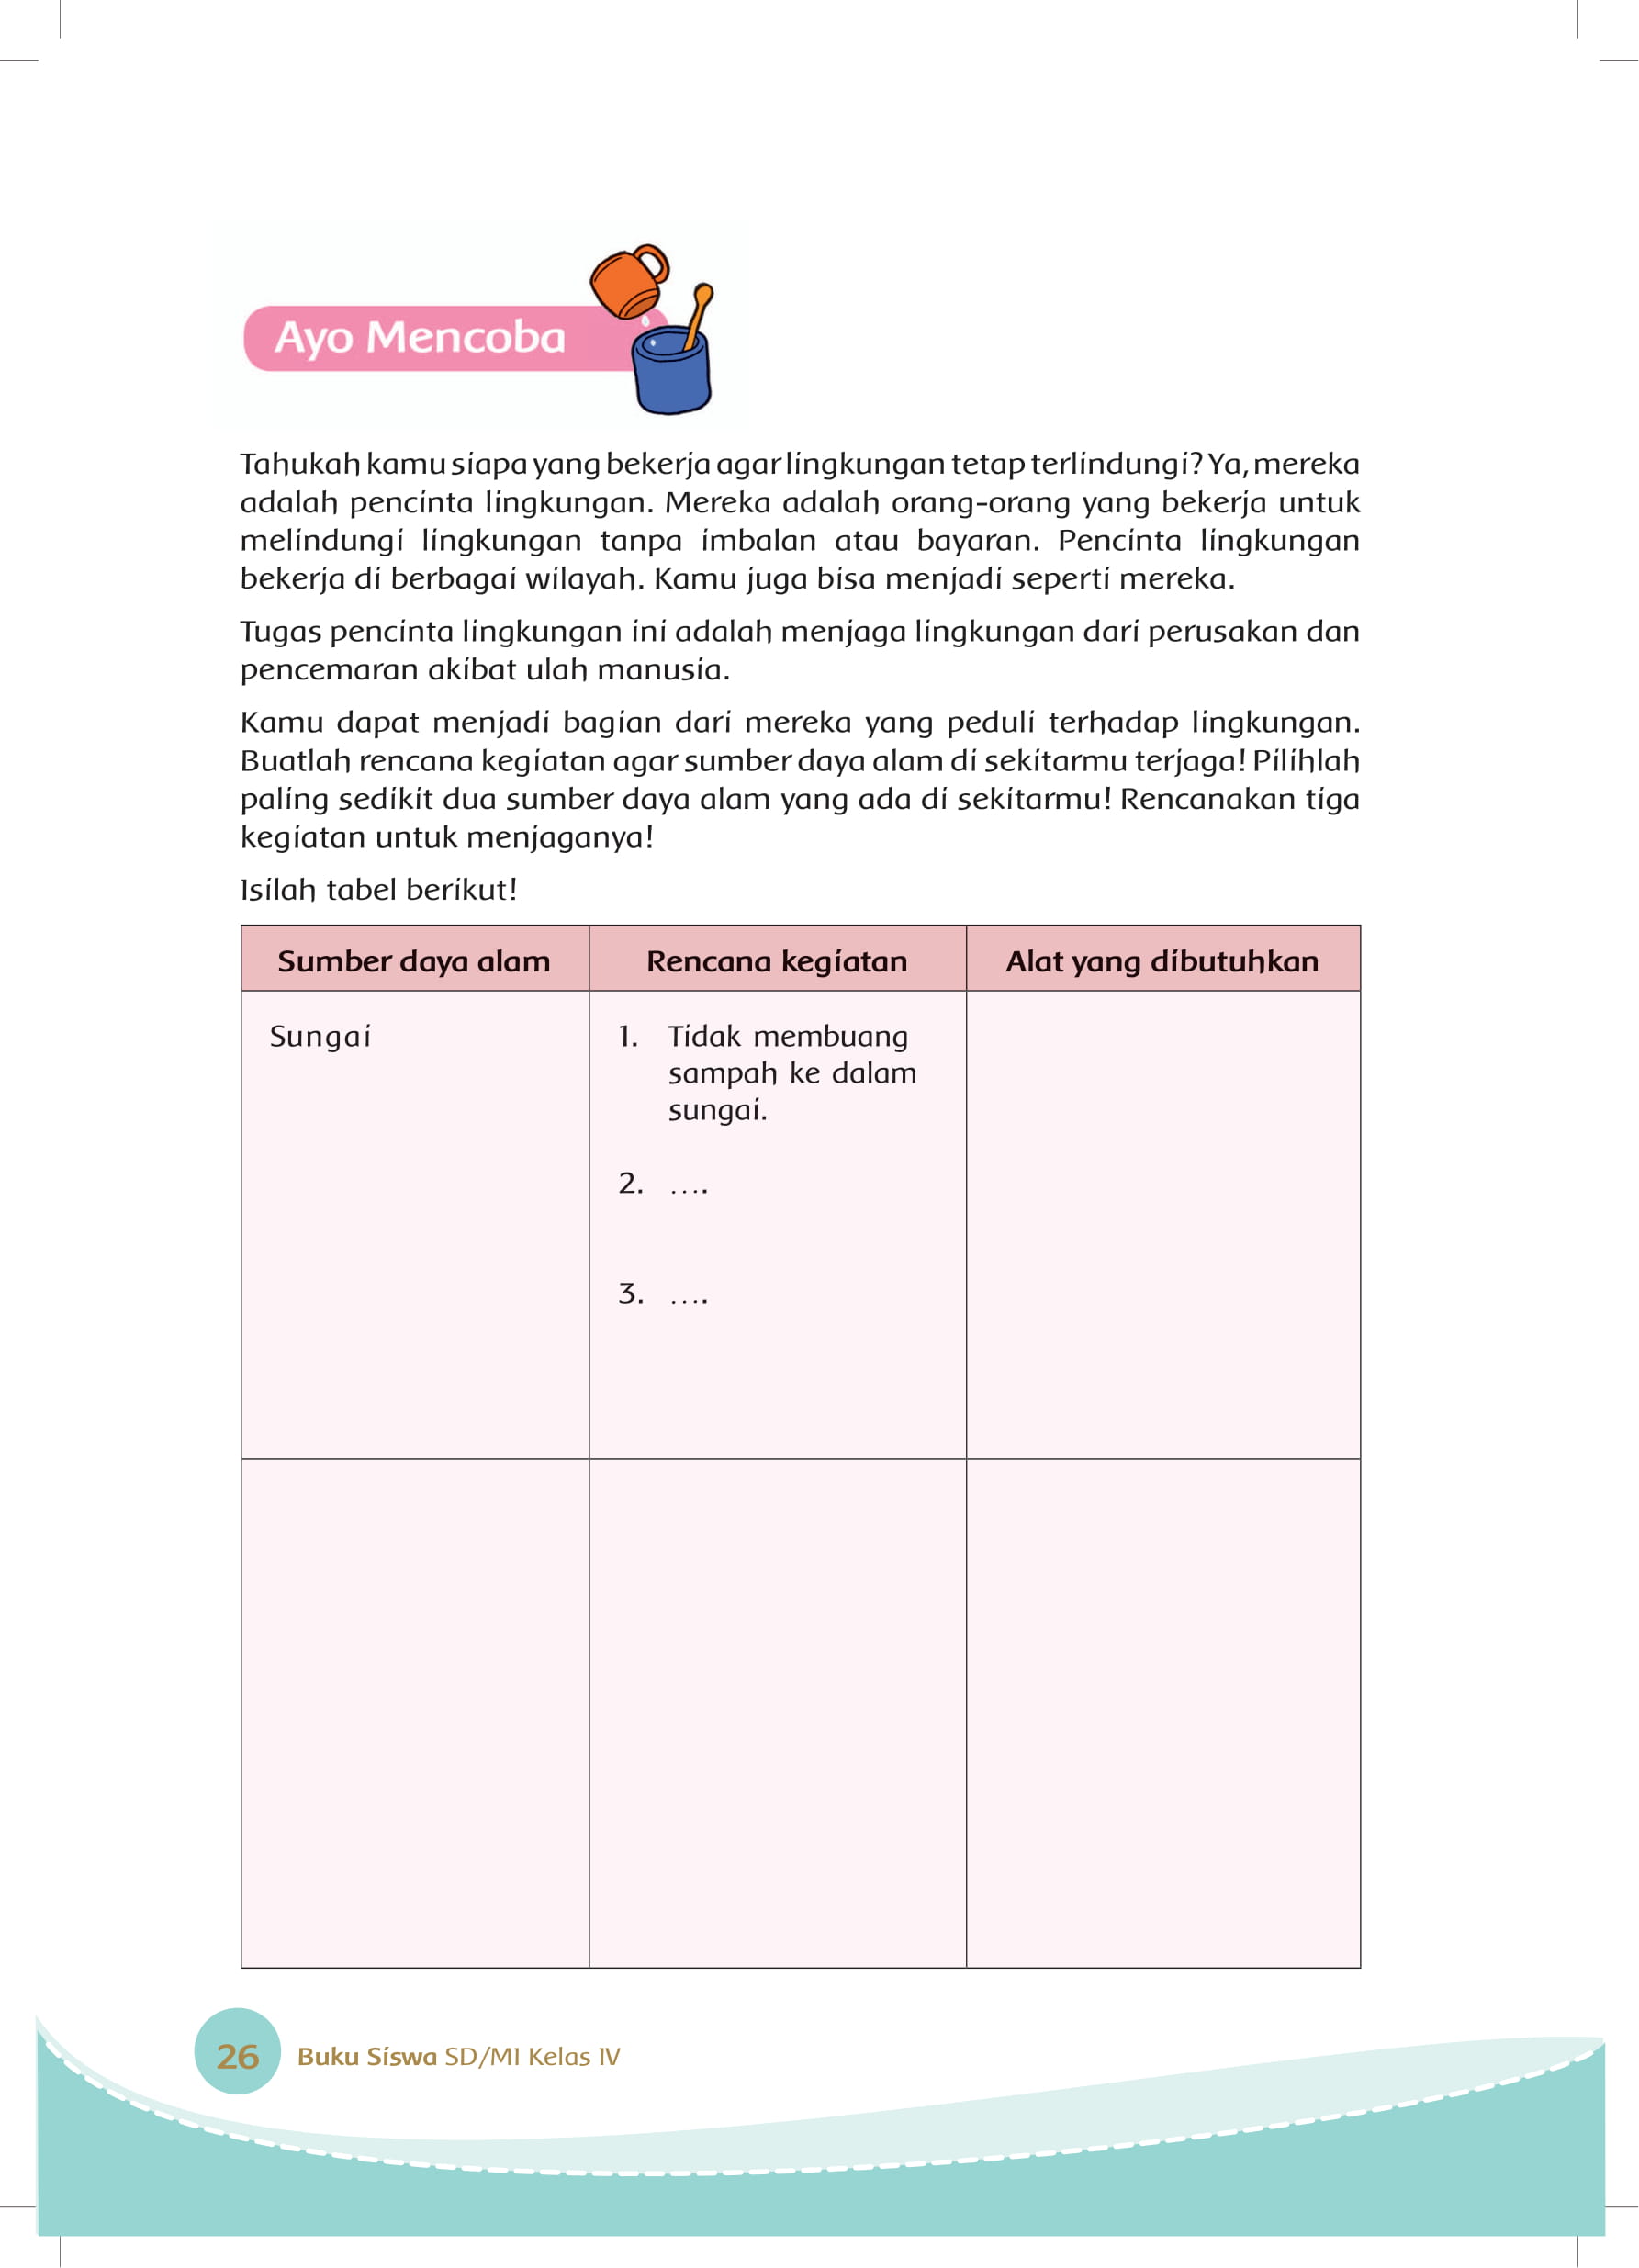 Ayo Mencoba
Tahukah kamu siapa yang bekerja agar lingkungan tetap terlindungi? Ya, mereka
adalah pencinta lingkungan. Mereka adalah orang-orang yang bekerja untuk
melindungi lingkungan tanpa imbalan atau bayaran. Pencinta lingkungan
bekerja di berbagai wilayah. Kamu juga bisa menjadi seperti mereka.
Tugas pencinta lingkungan ini adalah menjaga lingkungan dari perusakan dan
pencemaran akibat ulah manusia.
Kamu dapat menjadi bagian dari mereka yang peduli terhadap lingkungan.
Buatlah rencana kegiatan agar sumber daya alam di sekitarmu terjaga! Pilihlah
paling sedikit dua sumber daya alam yang ada di sekitarmu! Rencanakan tiga
kegiatan untuk menjaganya!
Isilah tabel berikut!
Sumber daya alam
Rencana kegiatan
Alat yang dibutuhkan
Sungai
1. Tidak membuang
sampah ke dalam
sungai.
2. ....
3. ....
26
Buku Siswa SD/MI Kelas IV